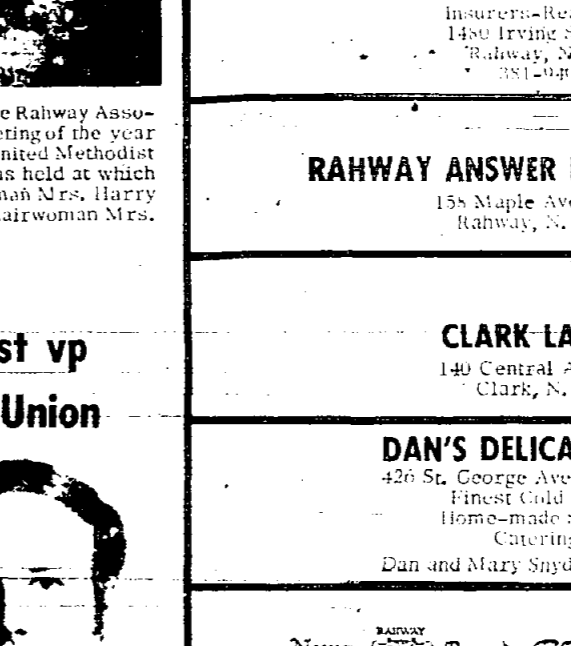 e Rahway Asso-
eting of the year
nited Methodist
as held at which
man Mrs. Harry
airwoman Mrs.
st vp
Union
Insurers-Rea
1480 Irving S
Rahway, N
381-940
RAHWAY ANSWER
158 Maple Ave
Rahway, N.
CLARK LA
140 Central A
Clark, N.
DAN'S DELICA
426 St. George Ave
Finest Cold
Home-made
Catering
Dan and Mary Snyd
RAHWAY